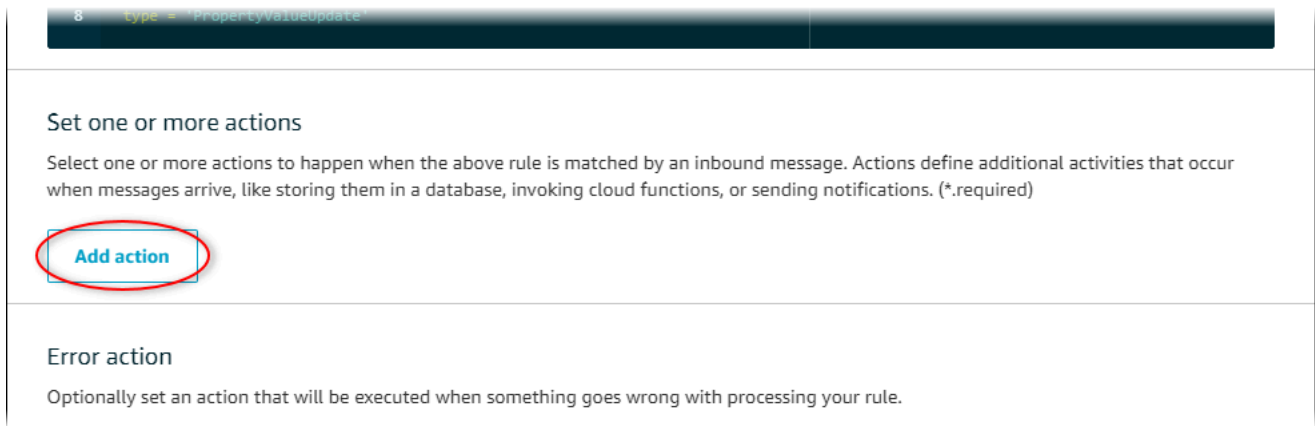 8 type = 'PropertyValueUpdate'
Set one or more actions
Select one or more actions to happen when the above rule is matched by an inbound message. Actions define additional activities that occur
when messages arrive, like storing them in a database, invoking cloud functions, or sending notifications. (*.required)
Add action
Error action
Optionally set an action that will be executed when something goes wrong with processing your rule.